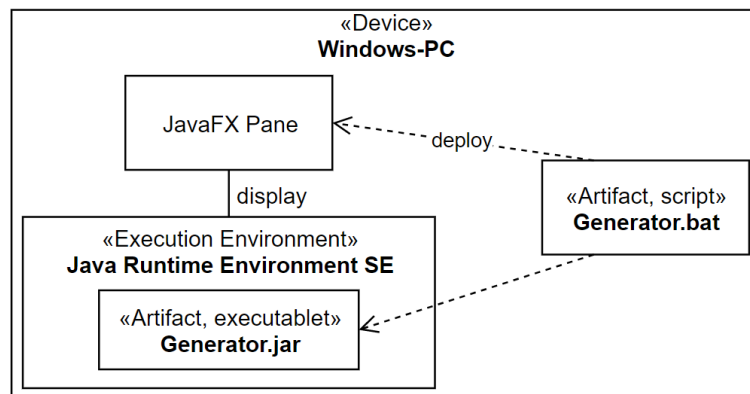 «Device»
Windows-PC
JavaFX Pane
deploy
«Artifact, script»
Generator.bat
display
«Execution Environment»
Java Runtime Environment SE
«Artifact, executablet»
Generator.jar